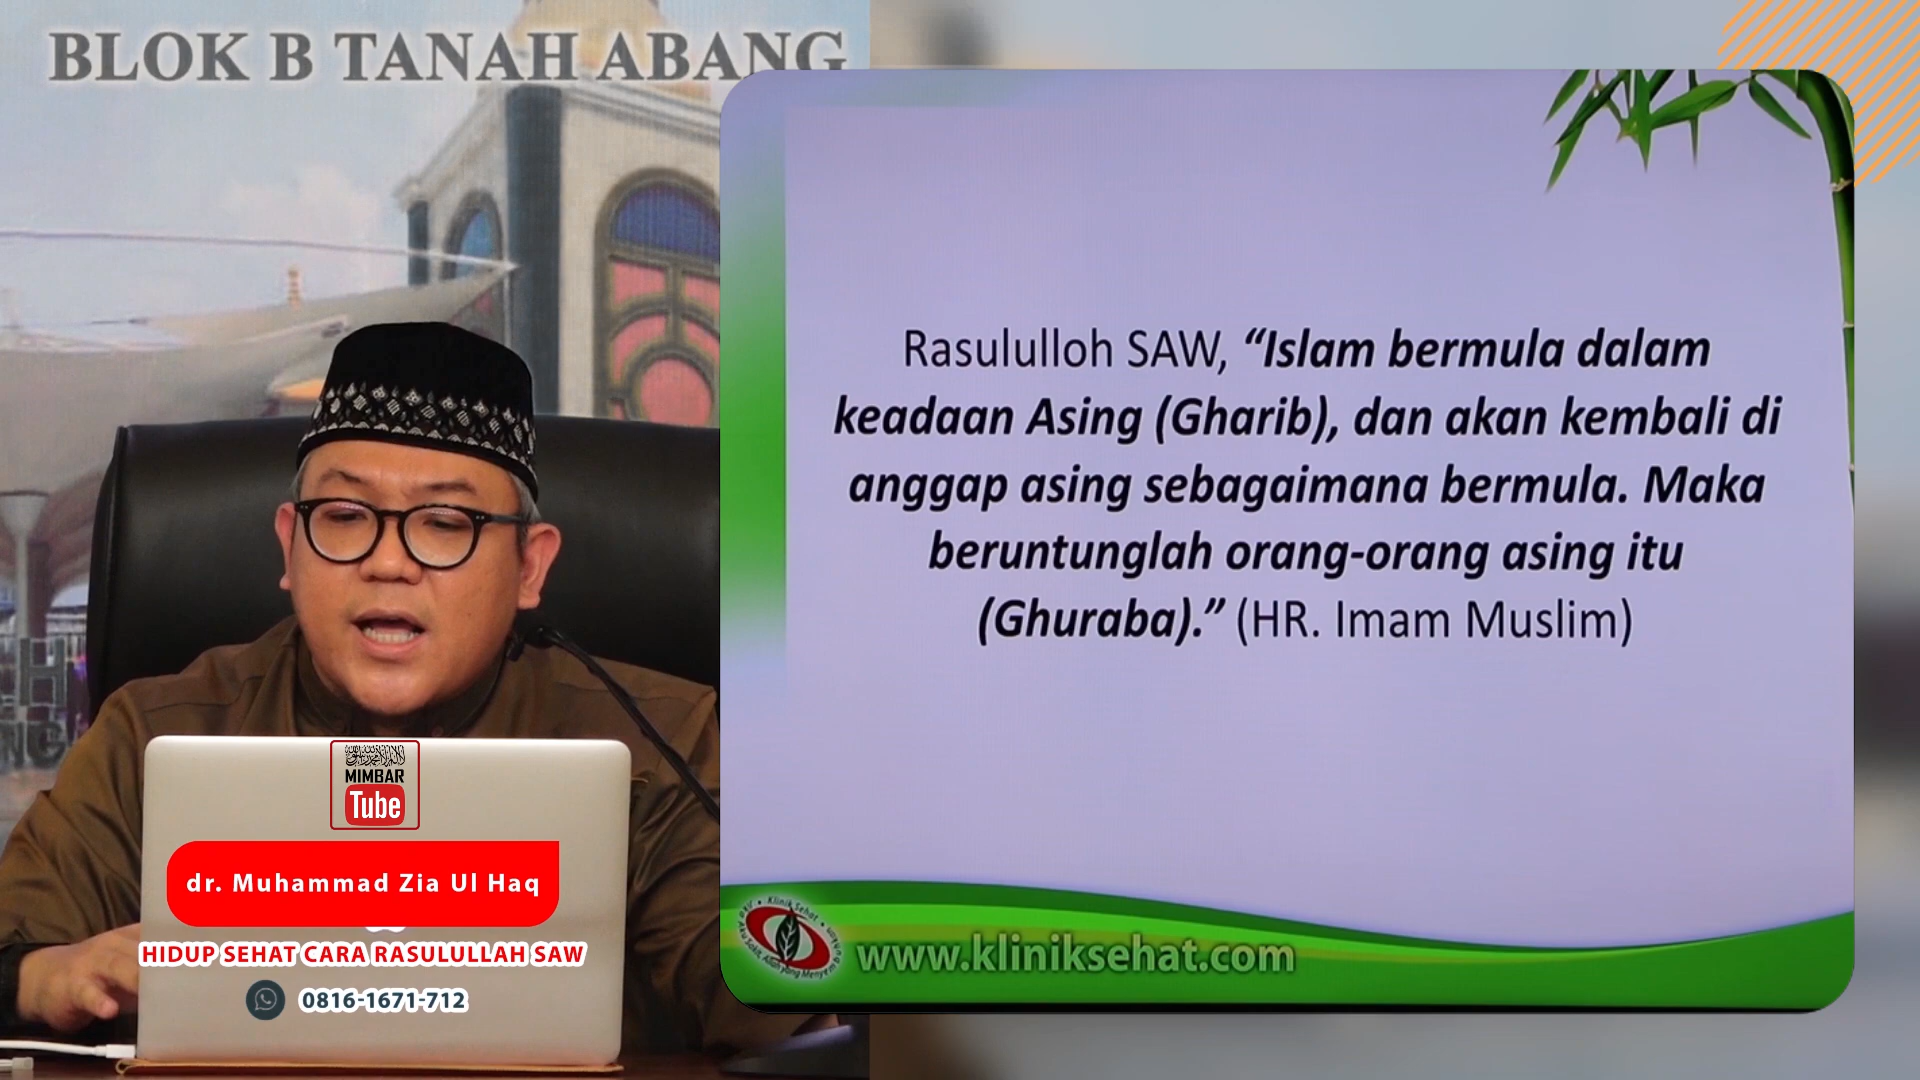 BLOK B TANAH ABANG
Rasululloh SAW, “Islam bermula dalam
keadaan Asing (Gharib), dan akan kembali di
anggap asing sebagaimana bermula. Maka
beruntunglah orang-orang asing itu
(Ghuraba).” (HR. Imam Muslim)
MIMBAR
Tube
dr. Muhammad Zia Ul Haq
HIDUP SEHAT CARA RASULULLAH SAW
0816-1671-712
Klinik Sehat
www.kliniksehat.com